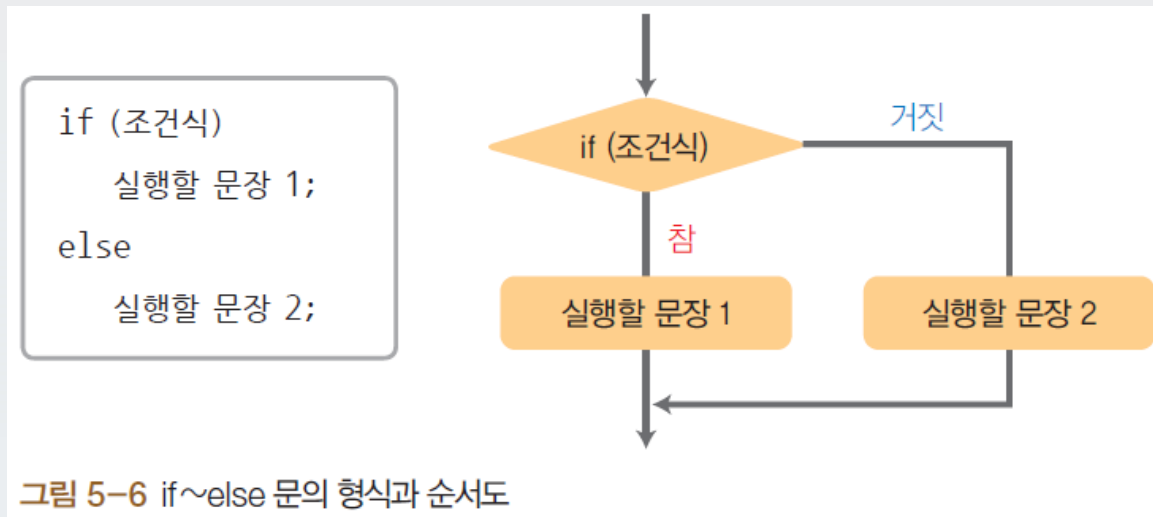 if (조건식)
실행할 문장 1;
else
실행할 문장 2;
if (조건식)
거짓
참
실행할 문장 1
실행할 문장 2
그림 5-6 if~else 문의 형식과 순서도